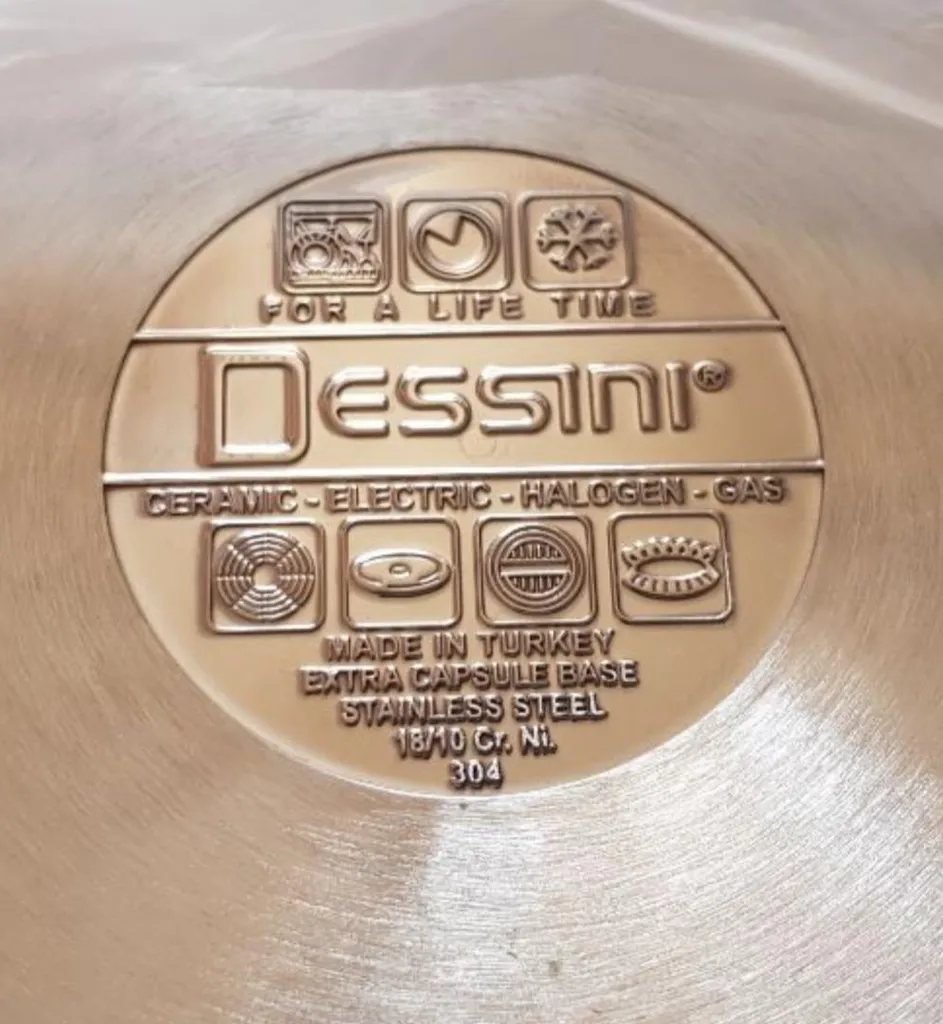 FOR A LIFE TIME
DESSINI®
CERAMIC - ELECTRIC - HALOGEN - GAS
MADE IN TURKEY
EXTRA CAPSULE BASE
STAINLESS STEEL
18/10 Cr. Ni.
304